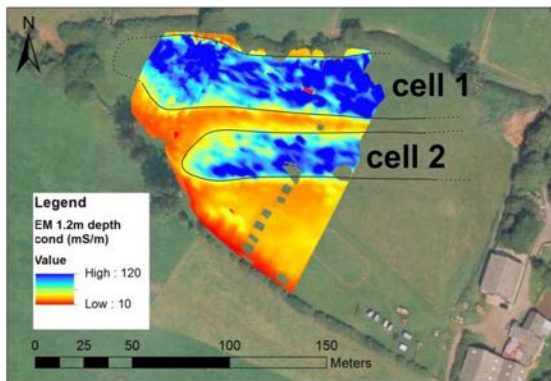 N
cell 1
cell 2
Legend
EM 1.2m depth
cond (mS/m)
Value
High : 120
Low : 10
0 50 100 150
Meters